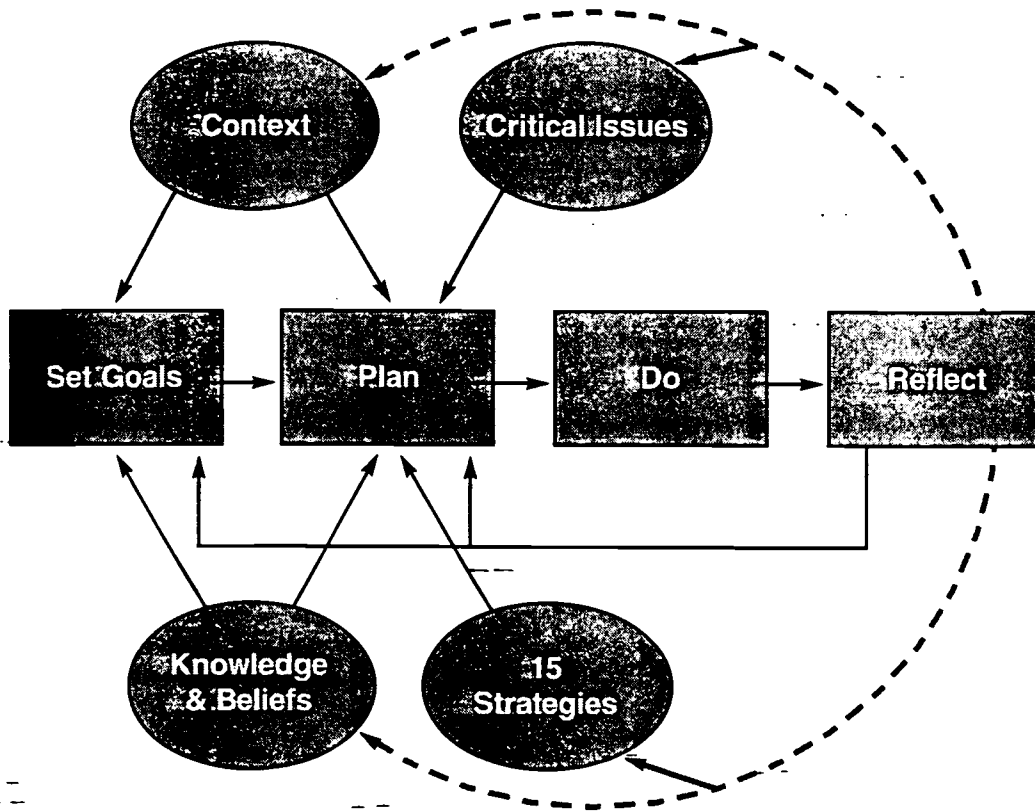 Context
Critical Issues
Set Goals
Plan
Do
Reflect
Knowledge
& Beliefs
15
Strategies